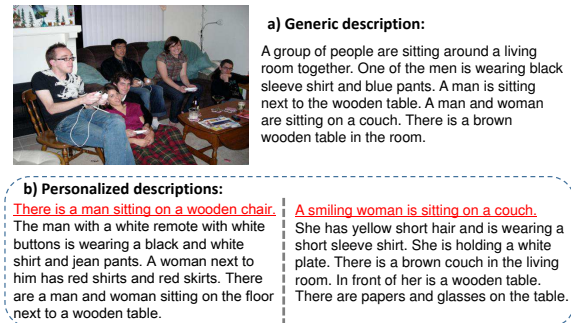 a) Generic description:
A group of people are sitting around a living
room together. One of the men is wearing black
sleeve shirt and blue pants. A man is sitting
next to the wooden table. A man and woman
are sitting on a couch. There is a brown
wooden table in the room.
b) Personalized descriptions:
There is a man sitting on a wooden chair.
The man with a white remote with white
buttons is wearing a black and white
shirt and jean pants. A woman next to
him has red shirts and red skirts. There
are a man and woman sitting on the floor
next to a wooden table.
A smiling woman is sitting on a couch.
She has yellow short hair and is wearing a
short sleeve shirt. She is holding a white
plate. There is a brown couch in the living
room. In front of her is a wooden table.
There are papers and glasses on the table.